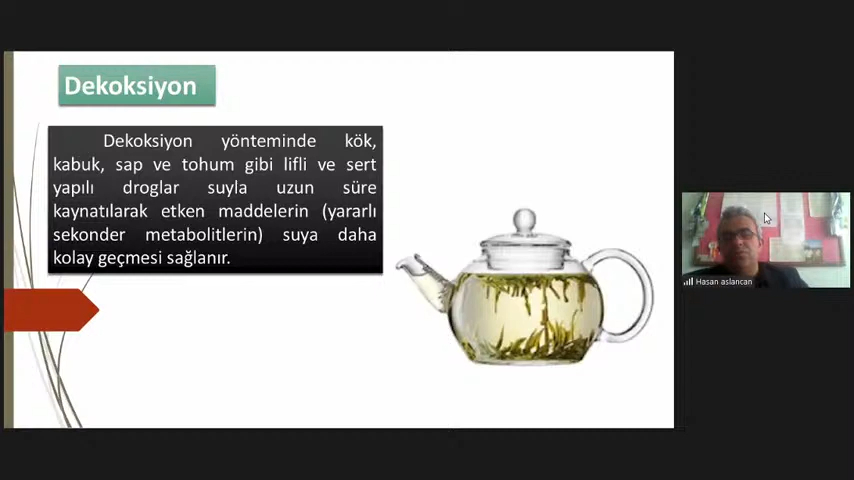 Dekoksiyon
Dekoksiyon yönteminde kök,
kabuk, sap ve tohum gibi lifli ve sert
yapılı droglar suyla uzun süre
kaynatılarak etken maddelerin (yararlı
sekonder metabolitlerin) suya daha
kolay geçmesi sağlanır.
Hasan aslancan